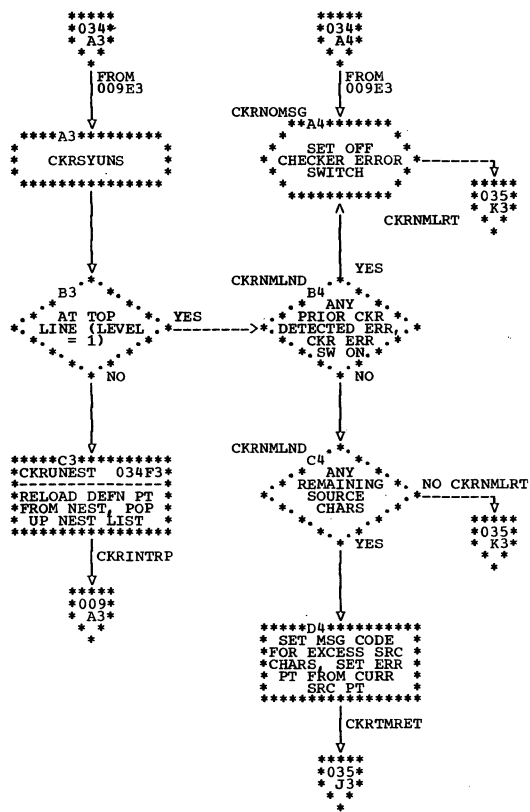 *****
*034*
* A3*
* *
*
FROM
009E3
****A3*********
CKRSYUNS
***************
B3
AT TOP
LINE (LEVEL
= 1)
YES
NO
*****C3**********
*CKRUNEST 034F3*
*RELOAD DEFN PT *
*FROM NEST, POP *
* UP NEST LIST *
*****************
CKRINTRP
*****
*009*
* A3*
* *
*
*****
*034*
* A4*
* *
*
FROM
009E3
CKRNOMSG
**A4*******
SET OFF
CHECKER ERROR
SWITCH
***********
*****
*035*
* K3*
* *
*
CKRNMLRT
YES
CKRNMLND
B4
ANY
PRIOR CKR
DETECTED ERR,
CKR ERR
SW ON
NO
CKRNMLND
C4
ANY
REMAINING
SOURCE
CHARS
NO CKRNMLRT
*****
*035*
* K3*
* *
*
YES
*****D4**********
* SET MSG CODE *
*FOR EXCESS SRC *
*CHARS, SET ERR *
* PT FROM CURR *
* SRC PT *
*****************
CKRTMRET
*****
*035*
* J3*
* *
*